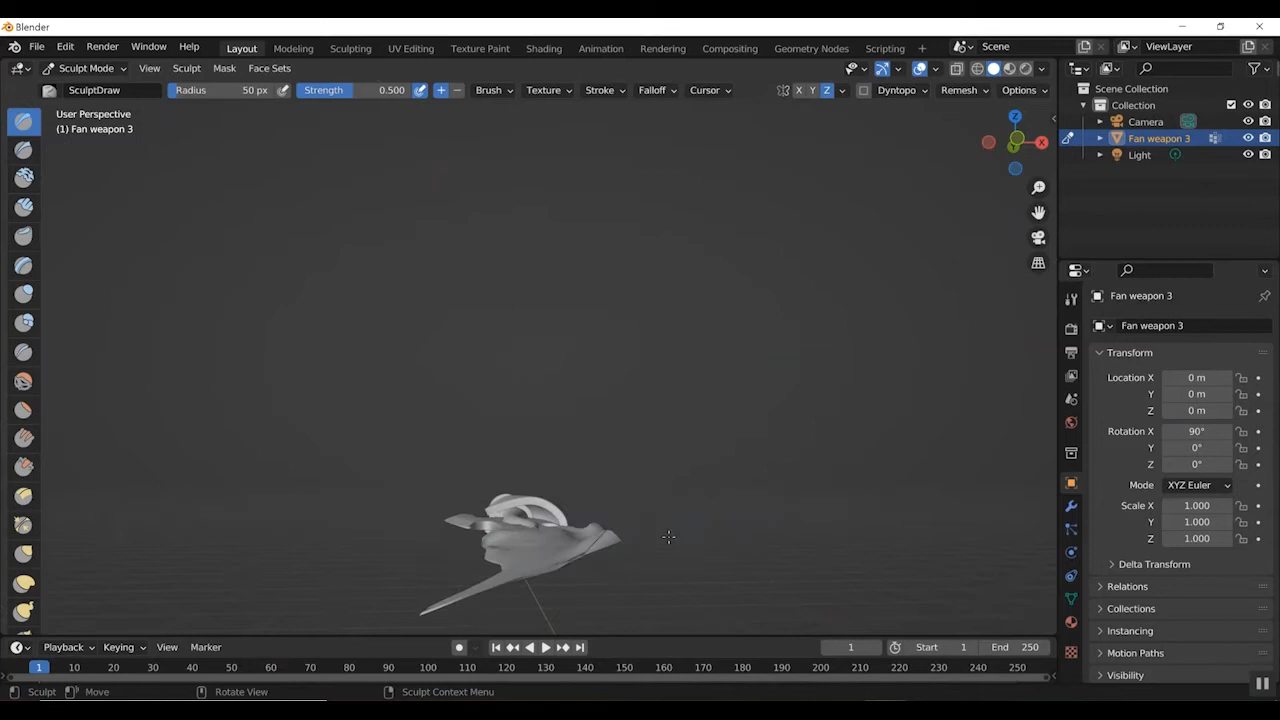 Blender
File Edit Render Window Help Layout Modeling Sculpting UV Editing Texture Paint Shading Animation Rendering Compositing Geometry Nodes Scripting + Scene ViewLayer
Sculpt Mode View Sculpt Mask Face Sets
SculptDraw Radius 50 px Strength 0.500 Brush Texture Stroke Falloff Cursor X Y Z Dyntopo Remesh Options
User Perspective
(1) Fan weapon 3
Z
X
Y
Scene Collection
Collection
Camera
Fan weapon 3
Light
Fan weapon 3
Fan weapon 3
Transform
Location X 0 m
Y 0 m
Z 0 m
Rotation X 90°
Y 0°
Z 0°
Mode XYZ Euler
Scale X 1.000
Y 1.000
Z 1.000
Delta Transform
Relations
Collections
Instancing
Motion Paths
Visibility
Playback Keying View Marker 1 Start 1 End 250
1 10 20 30 40 50 60 70 80 90 100 110 120 130 140 150 160 170 180 190 200 210 220 230 240 250
Sculpt Move Rotate View Sculpt Context Menu